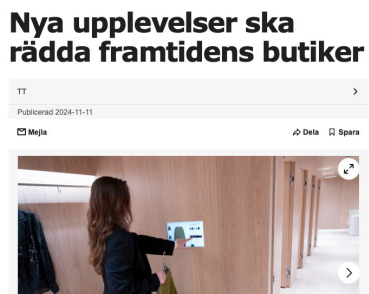 Nya upplevelser ska
rädda framtidens butiker
TT
Publicerad 2024-11-11
Mejla
Dela
Spara